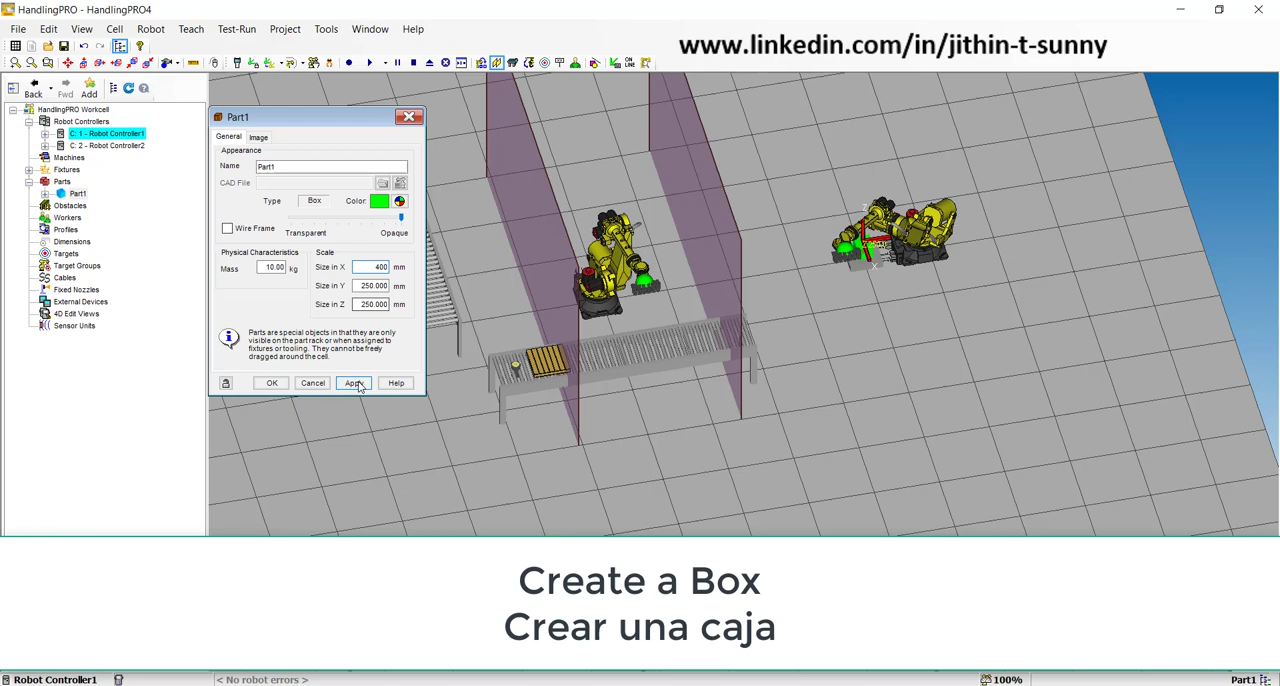 HandlingPRO - HandlingPRO4
File Edit View Cell Robot Teach Test-Run Project Tools Window Help
www.linkedin.com/in/jithin-t-sunny
ON LINE
Back Fwd Add
HandlingPRO Workcell
Robot Controllers
C: 1 - Robot Controller1
C: 2 - Robot Controller2
Machines
Fixtures
Parts
Part1
Obstacles
Workers
Profiles
Dimensions
Targets
Target Groups
Cables
Fixed Nozzles
External Devices
4D Edit Views
Sensor Units
Part1
General Image
Appearance
Name Part1
CAD File
Type Box Color:
Wire Frame
Transparent Opaque
Physical Characteristics
Mass 10.00 kg
Scale
Size in X 400 mm
Size in Y 250.000 mm
Size in Z 250.000 mm
Parts are special objects in that they are only
visible on the part rack or when assigned to
fixtures or tooling. They cannot be freely
dragged around the cell.
OK Cancel Apply Help
Create a Box
Crear una caja
Robot Controller1 < No robot errors > 100% Part1